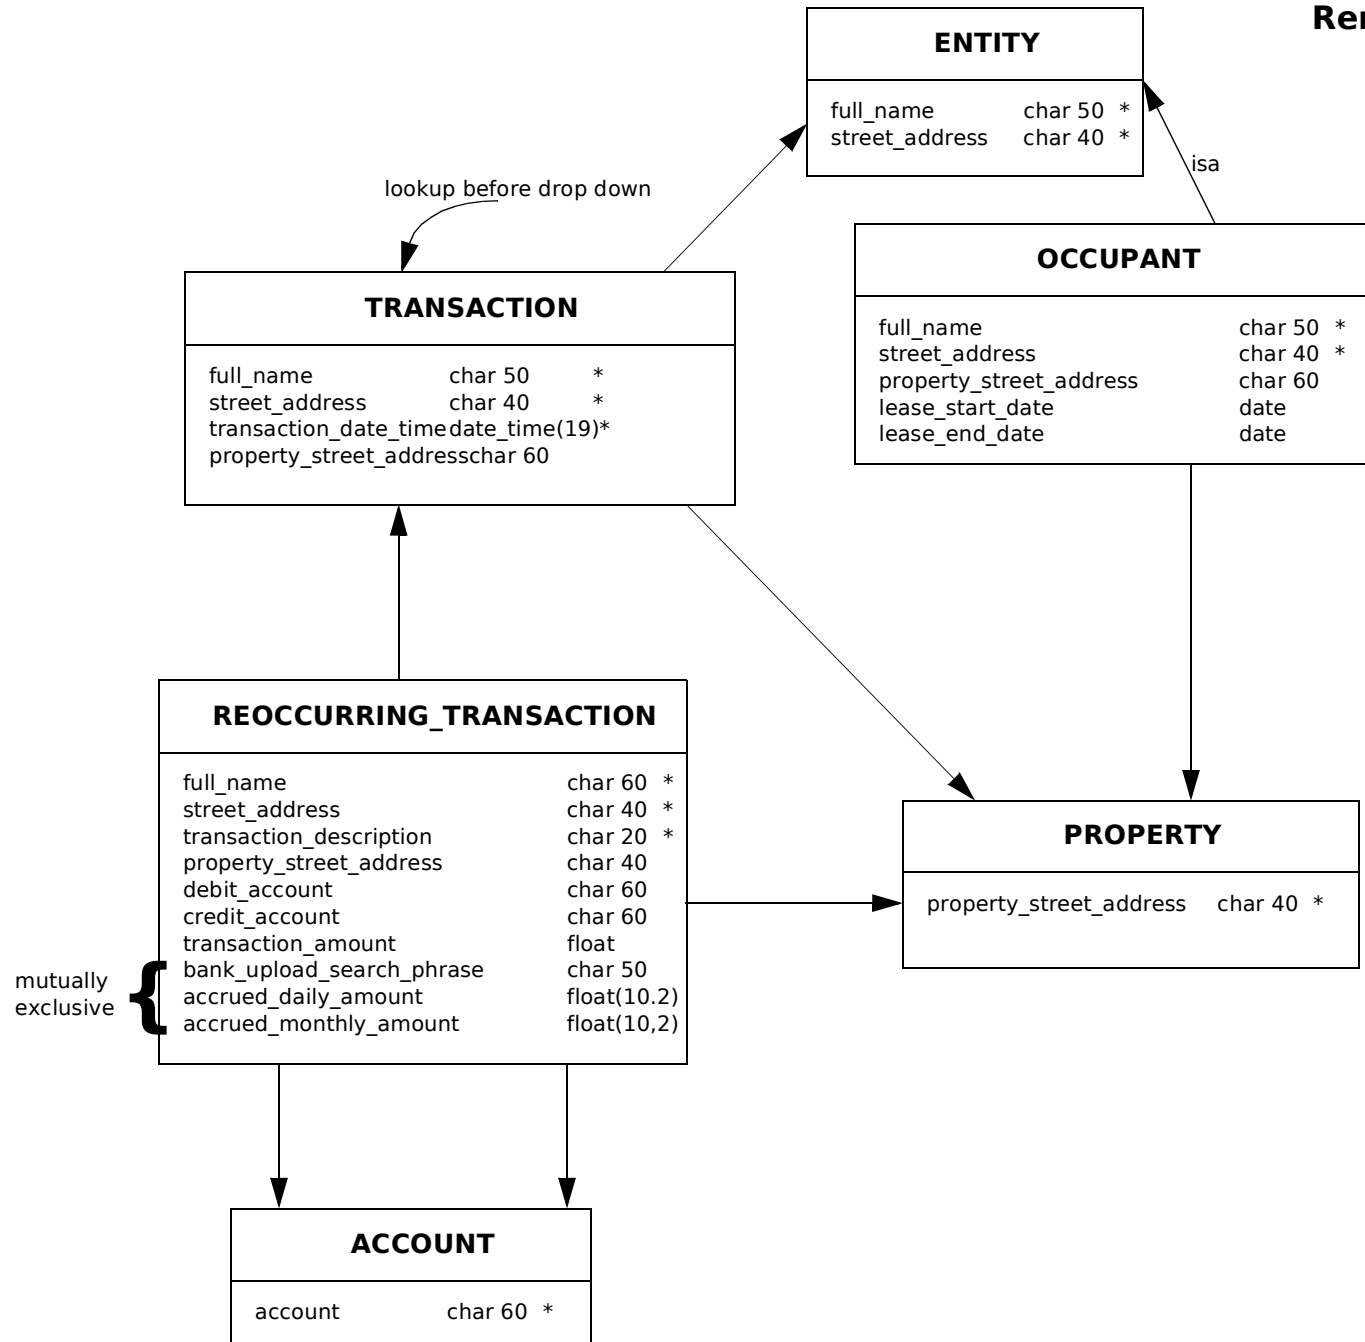 Rer
ENTITY
full_name char 50 *
street_address char 40 *
isa
lookup before drop down
OCCUPANT
full_name char 50 *
street_address char 40 *
property_street_address char 60
lease_start_date date
lease_end_date date
TRANSACTION
full_name char 50 *
street_address char 40 *
transaction_date_time date_time(19)*
property_street_address char 60
REOCCURRING_TRANSACTION
full_name char 60 *
street_address char 40 *
transaction_description char 20 *
property_street_address char 40
debit_account char 60
credit_account char 60
transaction_amount float
bank_upload_search_phrase char 50
accrued_daily_amount float(10.2)
accrued_monthly_amount float(10,2)
mutually
exclusive {
PROPERTY
property_street_address char 40 *
ACCOUNT
account char 60 *